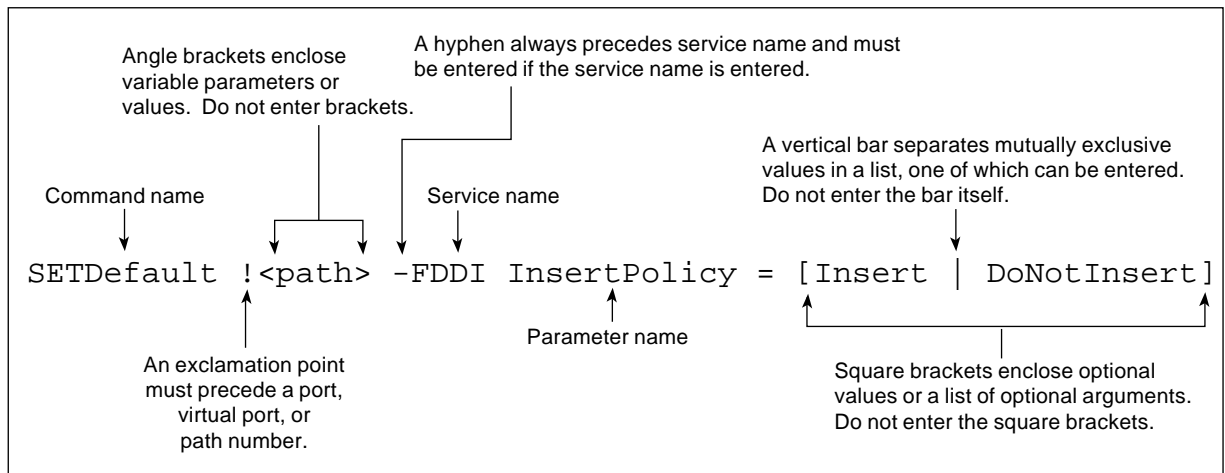 Angle brackets enclose
variable parameters or
values. Do not enter brackets.
A hyphen always precedes service name and must
be entered if the service name is entered.
A vertical bar separates mutually exclusive
values in a list, one of which can be entered.
Do not enter the bar itself.
Command name
Service name
SETDefault !<path> -FDDI InsertPolicy = [Insert | DoNotInsert]
Parameter name
An exclamation point
must precede a port,
virtual port, or
path number.
Square brackets enclose optional
values or a list of optional arguments.
Do not enter the square brackets.